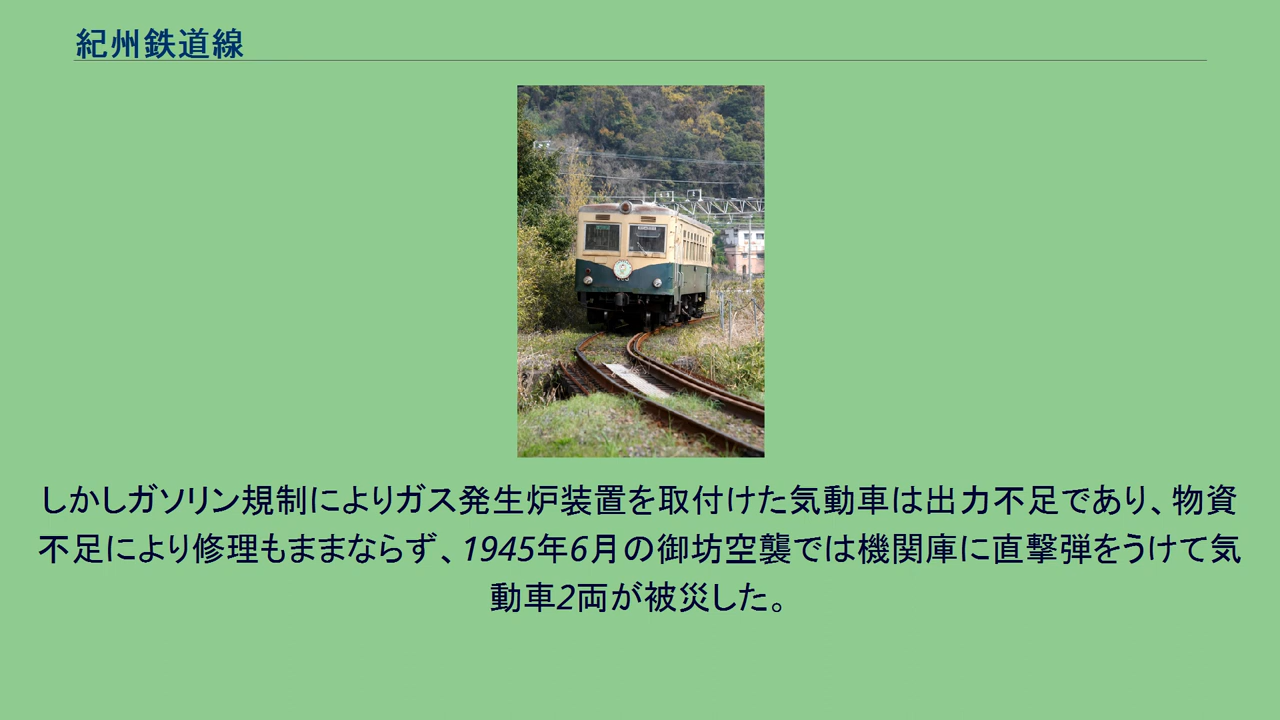 紀州鉄道線
しかしガソリン規制によりガス発生炉装置を取付けた気動車は出力不足であり、物資
不足により修理もままならず、1945年6月の御坊空襲では機関庫に直撃弾をうけて気
動車2両が被災した。